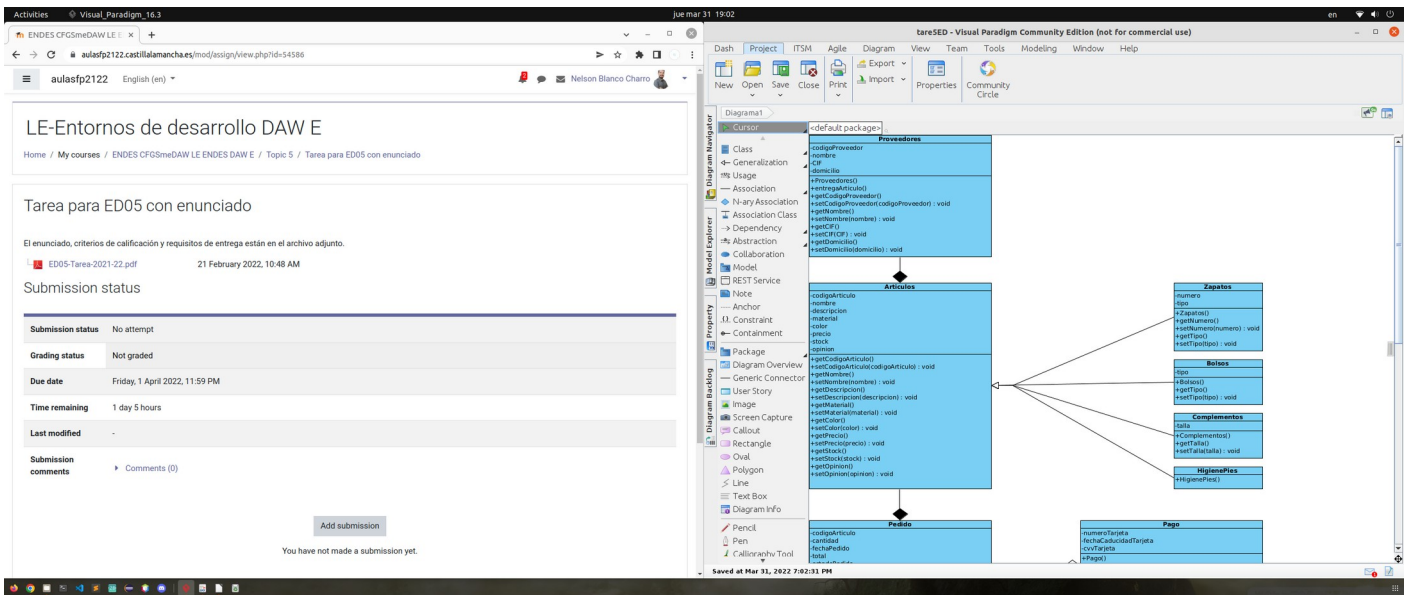 Activities Visual_Paradigm_16.3 jue mar 31 19:02 en
ENDES CFGSmeDAW LE E
aulasfp2122.castillalamancha.es/mod/assign/view.php?id=54586
aulasfp2122 English (en) Nelson Blanco Charro
LE-Entornos de desarrollo DAW E
Home / My courses / ENDES CFGSmeDAW LE ENDES DAW E / Topic 5 / Tarea para ED05 con enunciado
Tarea para ED05 con enunciado
El enunciado, criterios de calificación y requisitos de entrega están en el archivo adjunto.
ED05-Tarea-2021-22.pdf 21 February 2022, 10:48 AM
Submission status
Submission status No attempt
Grading status Not graded
Due date Friday, 1 April 2022, 11:59 PM
Time remaining 1 day 5 hours
Last modified -
Submission comments Comments (0)
Add submission
You have not made a submission yet.
tare5ED - Visual Paradigm Community Edition (not for commercial use)
Dash Project ITSM Agile Diagram View Team Tools Modeling Window Help
New Open Save Close Print Export Import Properties Community Circle
Diagrama1
Diagram Navigator
Model Explorer
Property
Diagram Backlog
Cursor
Class
Generalization
Usage
Association
N-ary Association
Association Class
Dependency
Abstraction
Collaboration
Model
REST Service
Note
Anchor
Constraint
Containment
Package
Diagram Overview
Generic Connector
User Story
Image
Screen Capture
Callout
Rectangle
Oval
Polygon
Line
Text Box
Diagram Info
Pencil
Pen
Calligraphy Tool
<default package>
Proveedores
-codigoProveedor
-nombre
-CIF
-domicilio
+Proveedores()
+entregaArticulo()
+getCodigoProveedor()
+setCodigoProveedor(codigoProveedor) : void
+getNombre()
+setNombre(nombre) : void
+getCIF()
+setCIF(CIF) : void
+getDomicilio()
+setDomicilio(domicilio) : void
Articulos
-codigoArticulo
-nombre
-descripcion
-material
-color
-precio
-stock
-opinion
+getCodigoArticulo()
+setCodigoArticulo(codigoArticulo) : void
+getNombre()
+setNombre(nombre) : void
+getDescripcion()
+setDescripcion(descripcion) : void
+getMaterial()
+setMaterial(material) : void
+getColor()
+setColor(color) : void
+getPrecio()
+setPrecio(precio) : void
+getStock()
+setStock(stock) : void
+getOpinion()
+setOpinion(opinion) : void
Zapatos
-numero
-tipo
+Zapatos()
+getNumero()
+setNumero(numero) : void
+getTipo()
+setTipo(tipo) : void
Bolsos
-tipo
+Bolsos()
+getTipo()
+setTipo(tipo) : void
Complementos
-talla
+Complementos()
+getTalla()
+setTalla(talla) : void
HigienePies
+HigienePies()
Pedido
-codigoArticulo
-cantidad
-fechaPedido
-total
Pago
-numeroTarjeta
-fechaCaducidadTarjeta
-cvvTarjeta
+Pago()
Saved at Mar 31, 2022 7:02:31 PM